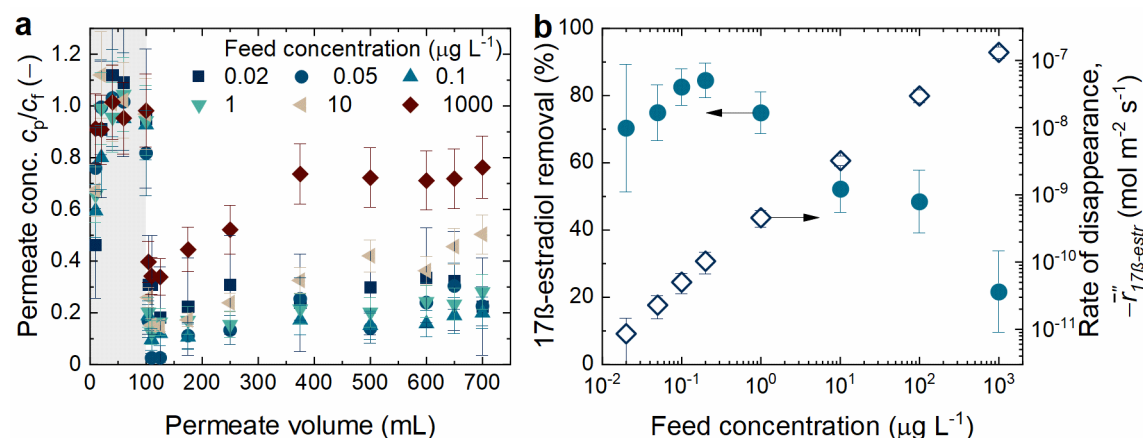 a
Feed concentration (µg L⁻¹)
0.02 0.05 0.1
1 10 1000
Permeate conc. cp/cf (−)
1.2
1.0
0.8
0.6
0.4
0.2
0
0 100 200 300 400 500 600 700
Permeate volume (mL)
b
17ß-estradiol removal (%)
100
80
60
40
20
0
10⁻² 10⁻¹ 10⁰ 10¹ 10² 10³
Feed concentration (µg L⁻¹)
10⁻⁷
10⁻⁸
10⁻⁹
10⁻¹⁰
10⁻¹¹
Rate of disappearance,
−r̅″17ß-estr (mol m⁻² s⁻¹)